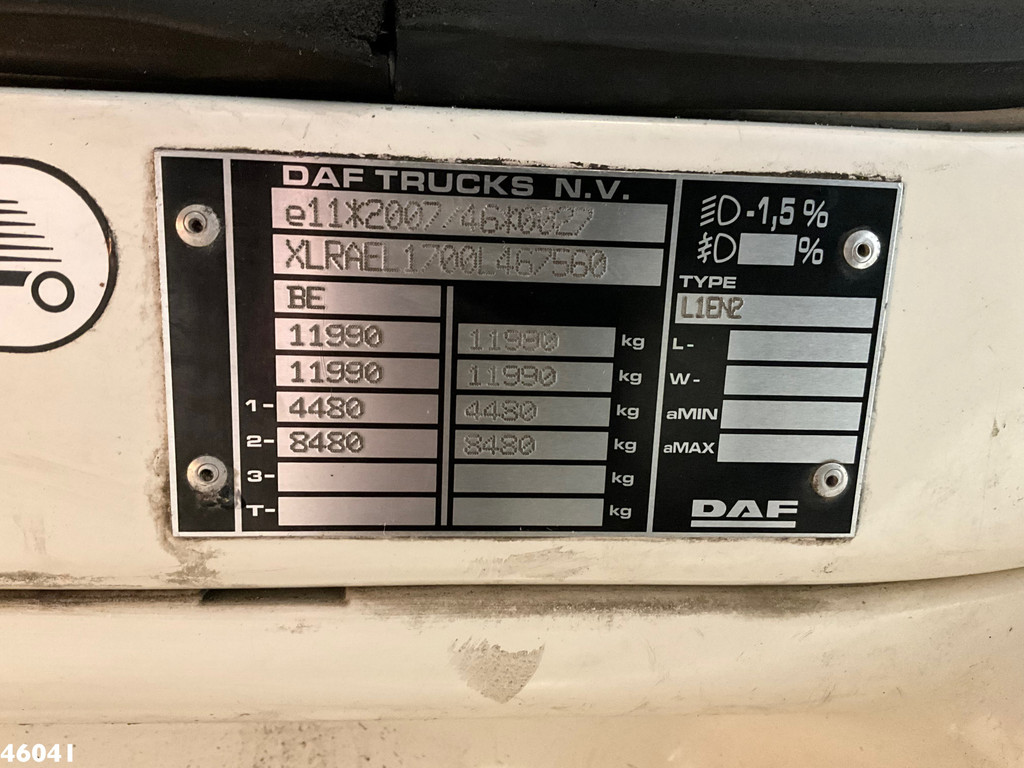 DAF TRUCKS N.V.
e11*2007/46*0027
XLRAEL1700L467560
BE
11990 11990 kg
11990 11990 kg
1- 4480 4480 kg
2- 8480 8480 kg
3- kg
T- kg
-1,5 %
%
TYPE
L1EN2
L-
W-
aMIN
aMAX
DAF
46041